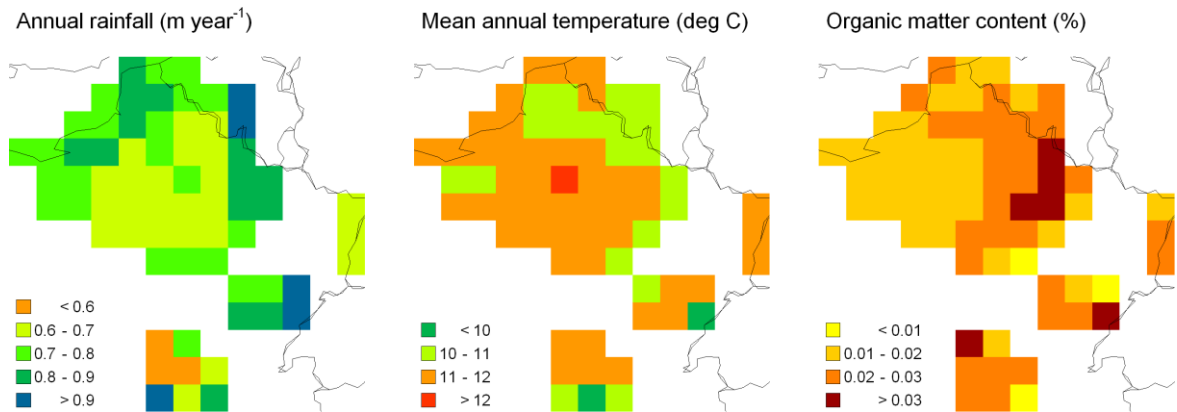 Annual rainfall (m year⁻¹)
< 0.6
0.6 - 0.7
0.7 - 0.8
0.8 - 0.9
> 0.9
Mean annual temperature (deg C)
< 10
10 - 11
11 - 12
> 12
Organic matter content (%)
< 0.01
0.01 - 0.02
0.02 - 0.03
> 0.03